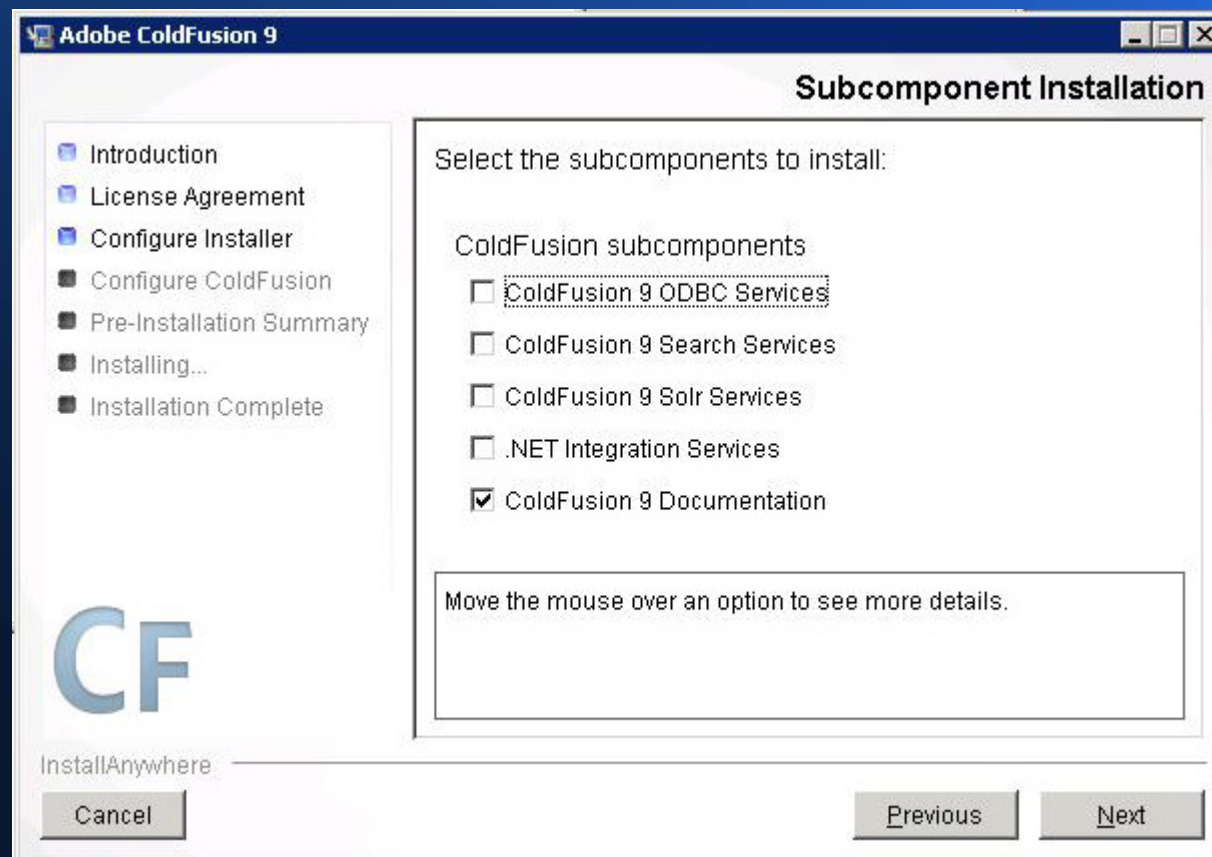 Adobe ColdFusion 9
Subcomponent Installation
Introduction
License Agreement
Configure Installer
Configure ColdFusion
Pre-Installation Summary
Installing...
Installation Complete
Select the subcomponents to install:
ColdFusion subcomponents
ColdFusion 9 ODBC Services
ColdFusion 9 Search Services
ColdFusion 9 Solr Services
.NET Integration Services
ColdFusion 9 Documentation
Move the mouse over an option to see more details.
CF
InstallAnywhere
Cancel
Previous
Next